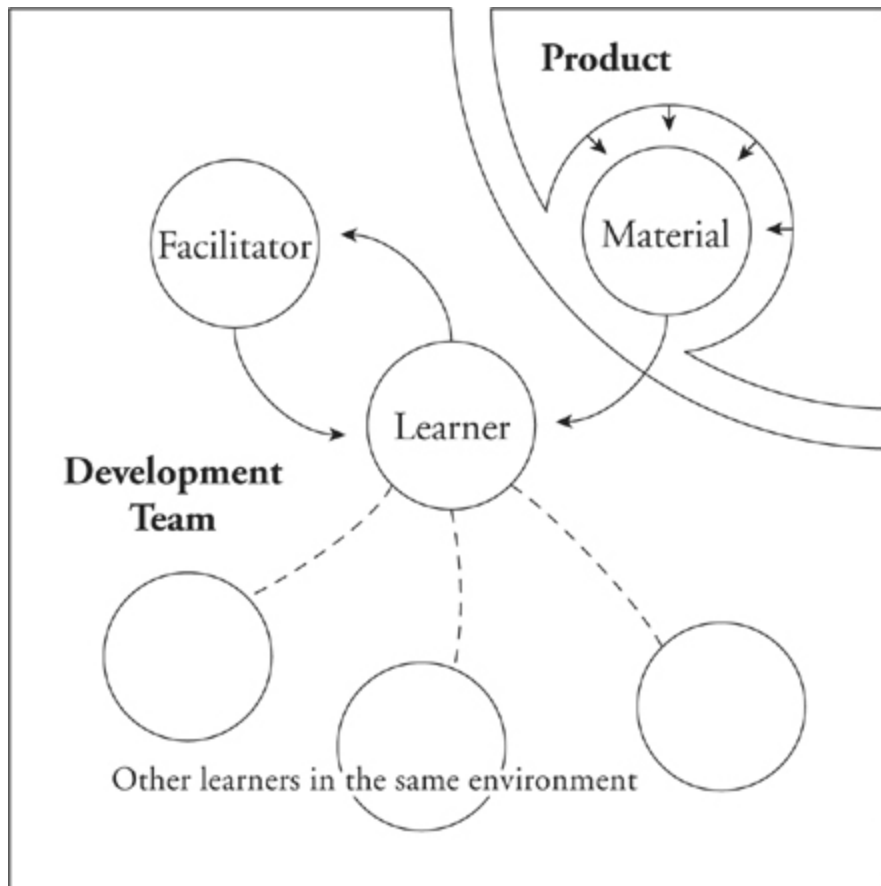 Product
Facilitator
Material
Learner
Development
Team
Other learners in the same environment